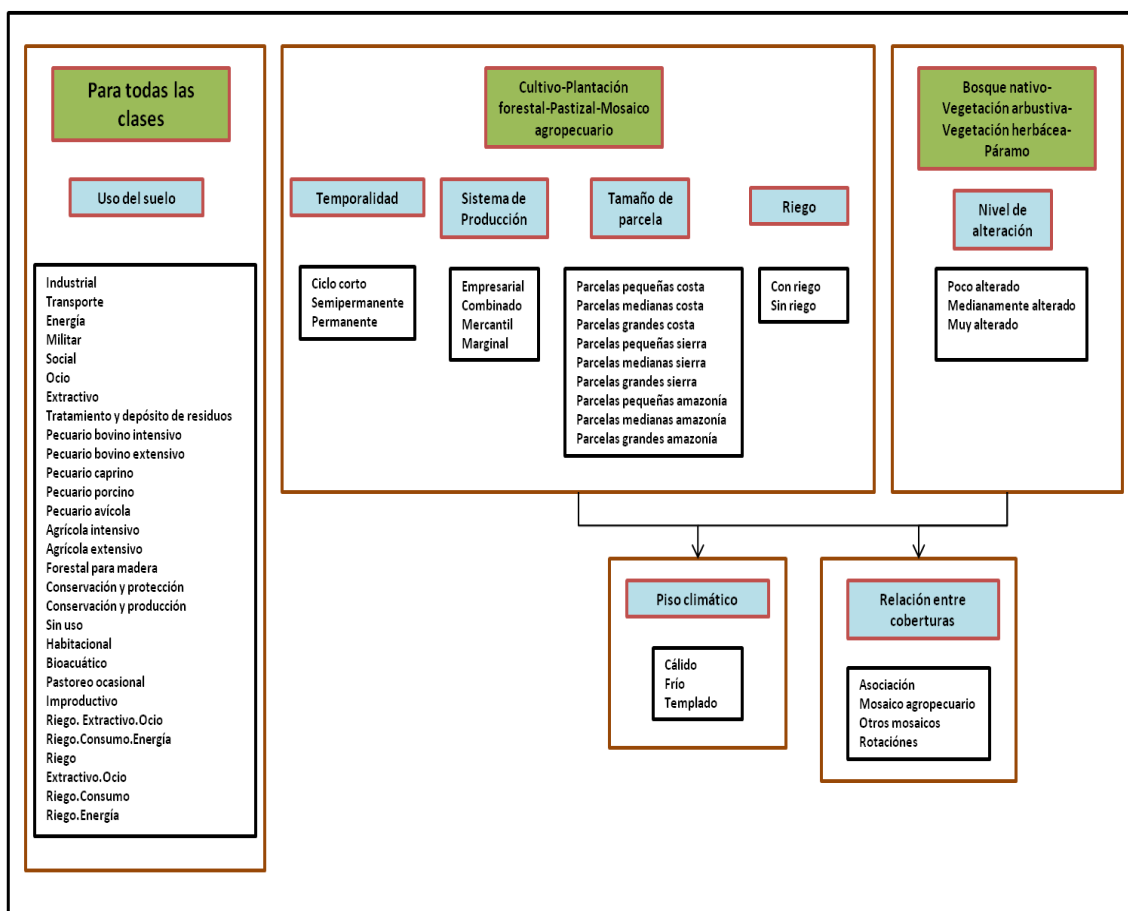 Para todas las
clases
Uso del suelo
Industrial
Transporte
Energía
Militar
Social
Ocio
Extractivo
Tratamiento y depósito de residuos
Pecuario bovino intensivo
Pecuario bovino extensivo
Pecuario caprino
Pecuario porcino
Pecuario avícola
Agrícola intensivo
Agrícola extensivo
Forestal para madera
Conservación y protección
Conservación y producción
Sin uso
Habitacional
Bioacuático
Pastoreo ocasional
Improductivo
Riego. Extractivo.Ocio
Riego.Consumo.Energía
Riego
Extractivo.Ocio
Riego.Consumo
Riego.Energía
Cultivo-Plantación
forestal-Pastizal-Mosaico
agropecuario
Temporalidad
Ciclo corto
Semipermanente
Permanente
Sistema de
Producción
Empresarial
Combinado
Mercantil
Marginal
Tamaño de
parcela
Parcelas pequeñas costa
Parcelas medianas costa
Parcelas grandes costa
Parcelas pequeñas sierra
Parcelas medianas sierra
Parcelas grandes sierra
Parcelas pequeñas amazonía
Parcelas medianas amazonía
Parcelas grandes amazonía
Riego
Con riego
Sin riego
Bosque nativo-
Vegetación arbustiva-
Vegetación herbácea-
Páramo
Nivel de
alteración
Poco alterado
Medianamente alterado
Muy alterado
Piso climático
Cálido
Frío
Templado
Relación entre
coberturas
Asociación
Mosaico agropecuario
Otros mosaicos
Rotaciónes